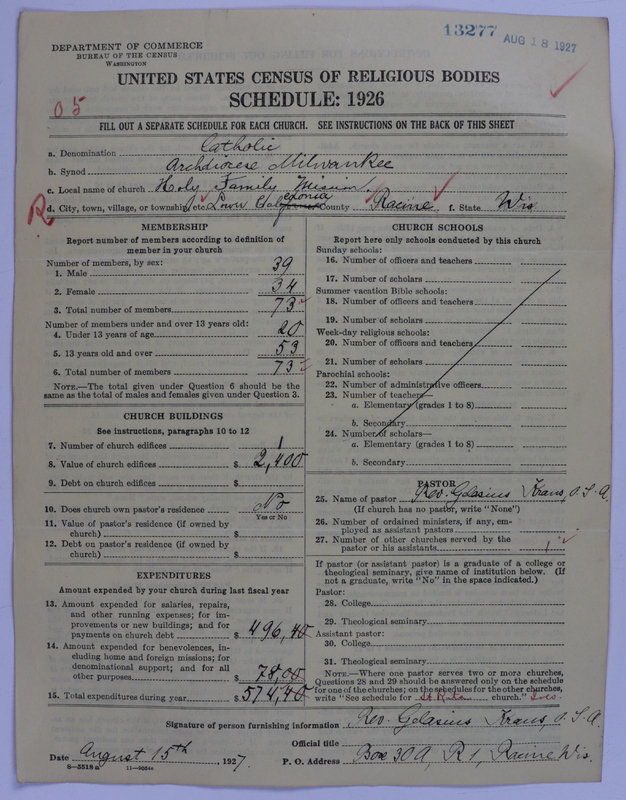 13277
AUG 18 1927
DEPARTMENT OF COMMERCE
BUREAU OF THE CENSUS
WASHINGTON
UNITED STATES CENSUS OF RELIGIOUS BODIES
SCHEDULE: 1926
05
FILL OUT A SEPARATE SCHEDULE FOR EACH CHURCH. SEE INSTRUCTIONS ON THE BACK OF THIS SHEET
a. Denomination Catholic
b. Synod Archdiocese Milwaukee
c. Local name of church Holy Family Mission
R
d. City, town, village, or township, etc. Town Caledonia County Racine f. State Wis
MEMBERSHIP
Report number of members according to definition of member in your church
Number of members, by sex:
1. Male 39
2. Female 34
3. Total number of members 73
Number of members under and over 13 years old:
4. Under 13 years of age 20
5. 13 years old and over 53
6. Total number of members 73
NOTE.—The total given under Question 6 should be the same as the total of males and females given under Question 3.
CHURCH BUILDINGS
See instructions, paragraphs 10 to 12
7. Number of church edifices 1
8. Value of church edifices $ 2,400
9. Debt on church edifices $
10. Does church own pastor's residence No
Yes or No
11. Value of pastor's residence (if owned by church) $
12. Debt on pastor's residence (if owned by church) $
EXPENDITURES
Amount expended by your church during last fiscal year
13. Amount expended for salaries, repairs, and other running expenses; for improvements or new buildings; and for payments on church debt $ 496,40
14. Amount expended for benevolences, including home and foreign missions; for denominational support; and for all other purposes $ 78,00
15. Total expenditures during year $ 574,40
CHURCH SCHOOLS
Report here only schools conducted by this church
Sunday schools:
16. Number of officers and teachers
17. Number of scholars
Summer vacation Bible schools:
18. Number of officers and teachers
19. Number of scholars
Week-day religious schools:
20. Number of officers and teachers
21. Number of scholars
Parochial schools:
22. Number of administrative officers
23. Number of teachers—
a. Elementary (grades 1 to 8)
b. Secondary
24. Number of scholars—
a. Elementary (grades 1 to 8)
b. Secondary
PASTOR
25. Name of pastor Rev. Gelasius Kraus, O.S.A.
(If church has no pastor, write "None")
26. Number of ordained ministers, if any, employed as assistant pastors
27. Number of other churches served by the pastor or his assistants 1
If pastor (or assistant pastor) is a graduate of a college or theological seminary, give name of institution below. (If not a graduate, write "No" in the space indicated.)
Pastor:
28. College
29. Theological seminary
Assistant pastor:
30. College
31. Theological seminary
NOTE.—Where one pastor serves two or more churches, Questions 28 and 29 should be answered only on the schedule for one of the churches; on the schedules for the other churches, write "See schedule for St Rita church."
Signature of person furnishing information Rev. Gelasius Kraus, O.S.A.
Official title
Date August 15th, 1927.
P. O. Address Box 30A, R1, Racine Wis.
8-5518a 11-9554